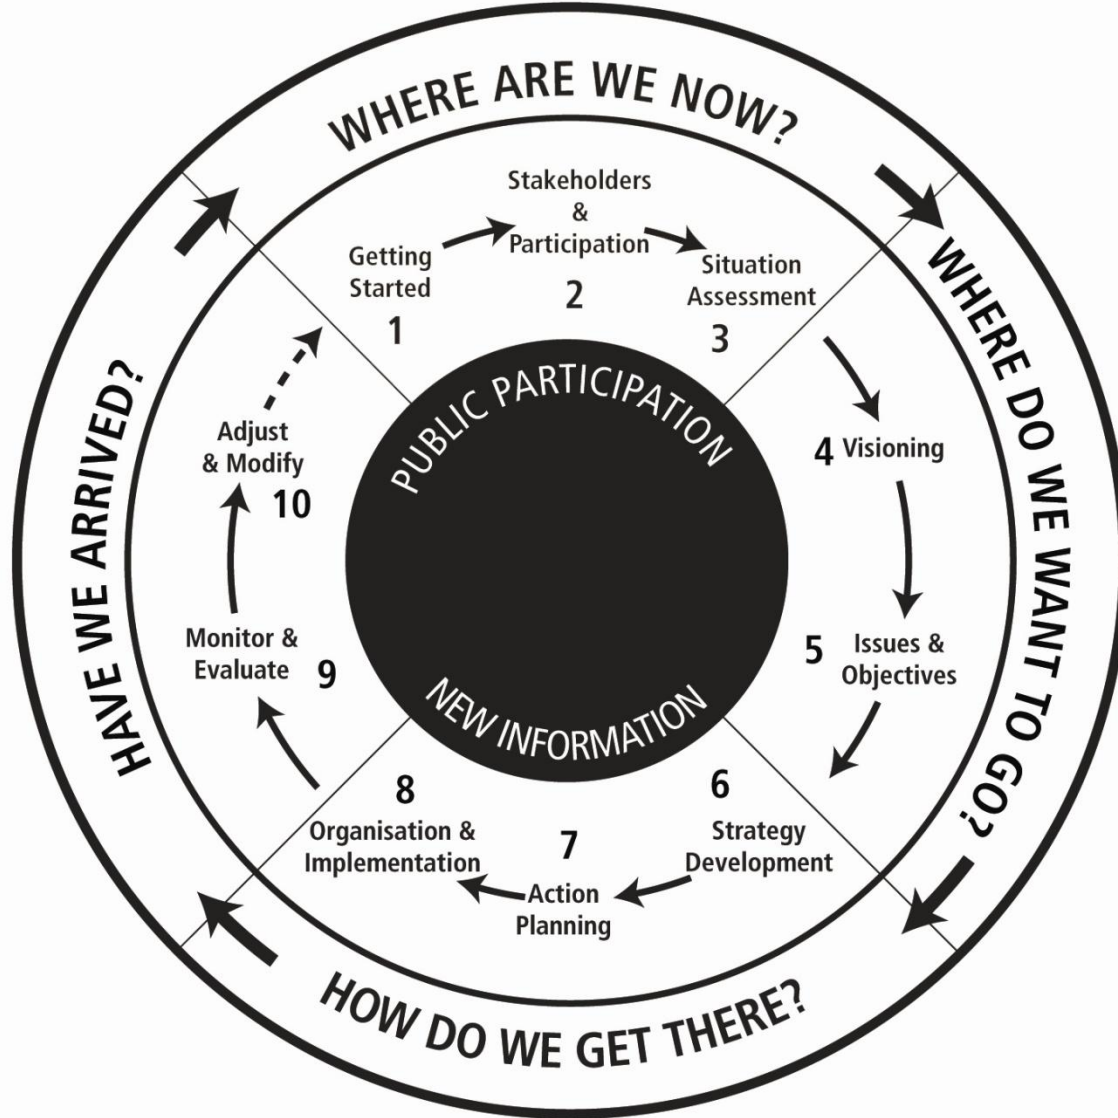 WHERE ARE WE NOW?
Stakeholders
&
Participation
2
Getting
Started
1
Situation
Assessment
3
WHERE DO WE WANT TO GO?
4 Visioning
5
Issues &
Objectives
6
Strategy
Development
7
Action
Planning
8
Organisation &
Implementation
HOW DO WE GET THERE?
9
Monitor &
Evaluate
Adjust
& Modify
10
HAVE WE ARRIVED?
PUBLIC PARTICIPATION
NEW INFORMATION